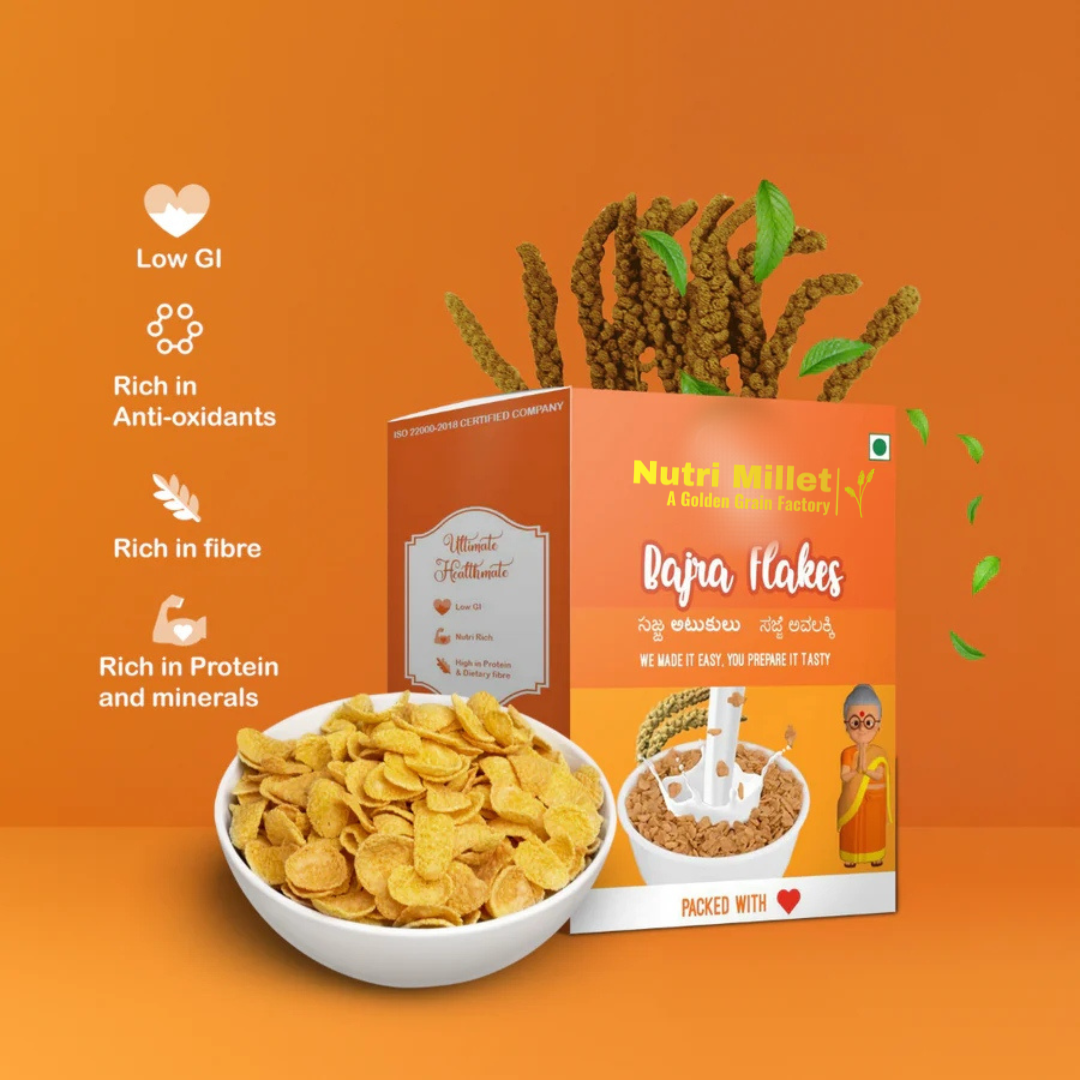 Low GI
Rich in
Anti-oxidants
Rich in fibre
Rich in Protein
and minerals
ISO 22000-2018 CERTIFIED COMPANY
Ultimate
Healthmate
Low GI
Nutri Rich
High in Protein
& Dietary fibre
Nutri Millet
A Golden Grain Factory
Bajra Flakes
సజ్జ అటుకులు ಸಜ್ಜೆ ಅವಲಕ್ಕಿ
WE MADE IT EASY, YOU PREPARE IT TASTY
PACKED WITH